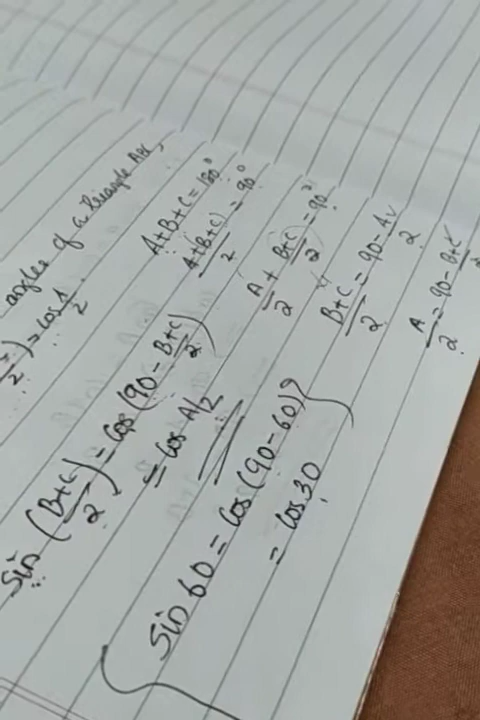 angles of a triangle ABC,
2) = cos A/2
A+B+C = 180°
A+(B+C)/2 = 90°
A/2 + B+C/2 = 90°
B+C/2 = 90 - A/2
A/2 = 90 - B+C/2
Sin (B+C/2) = Cos (90 - B+C/2)
= Cos A/2
Sin 60 = Cos (90 - 60)
= Cos 30